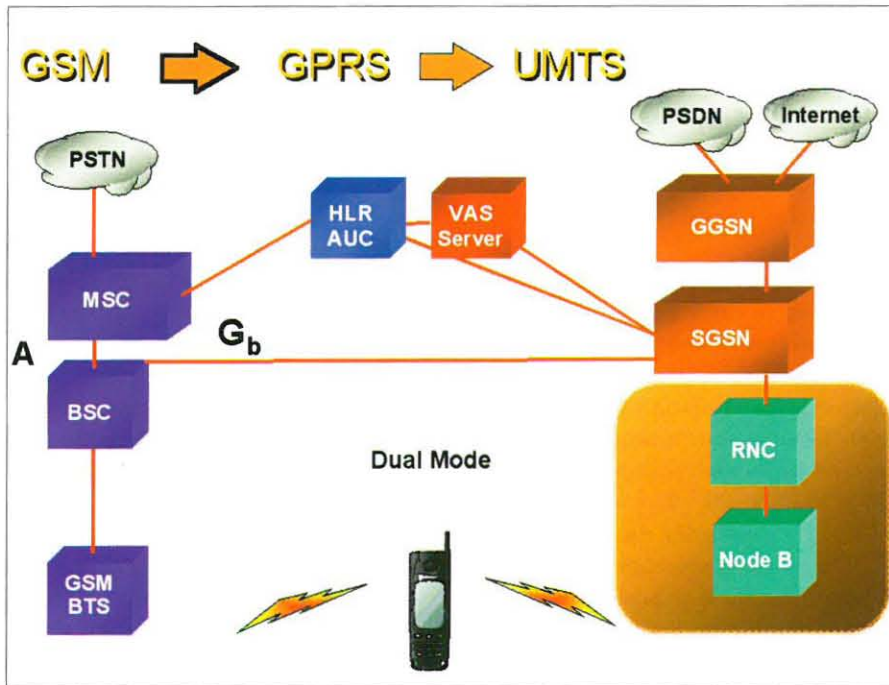 GSM GPRS UMTS
PSDN Internet
PSTN
HLR
AUC
VAS
Server
GGSN
MSC
SGSN
A
Gb
BSC
RNC
Dual Mode
Node B
GSM
BTS